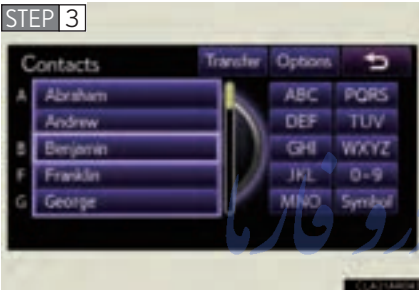 STEP 3
Contacts Transfer Options
A Abraham ABC PQRS
Andrew DEF TUV
B Benjamin GHI WXYZ
F Franklin JKL 0-9
G George MNO Symbol